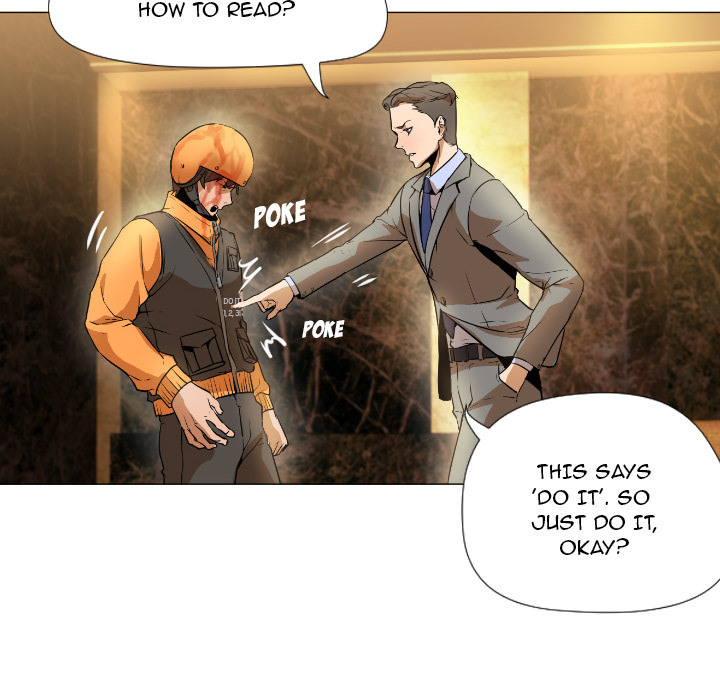 HOW TO READ?
POKE
DO IT
1, 2, 3!
POKE
THIS SAYS
'DO IT'. SO
JUST DO IT,
OKAY?